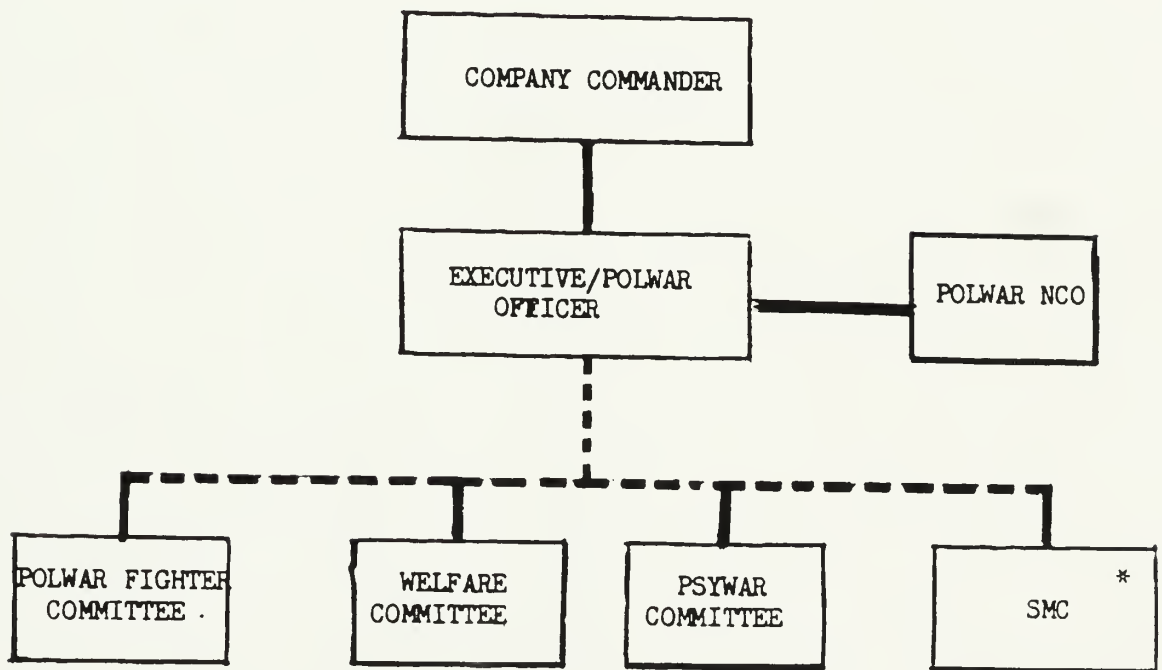 COMPANY COMMANDER
EXECUTIVE/POLWAR
OFFICER
POLWAR NCO
POLWAR FIGHTER
COMMITTEE .
WELFARE
COMMITTEE
PSYWAR
COMMITTEE
*
SMC